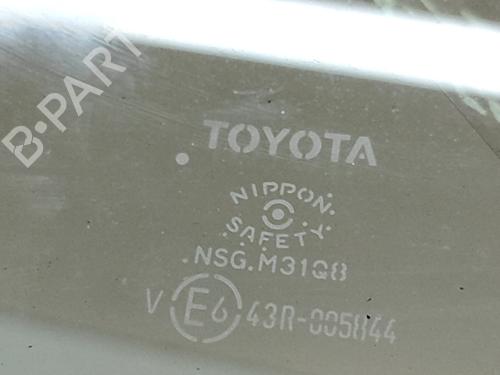 B-PARTS
TOYOTA
NIPPON
SAFETY
.NSG.M31Q8
V E6 43R-005844